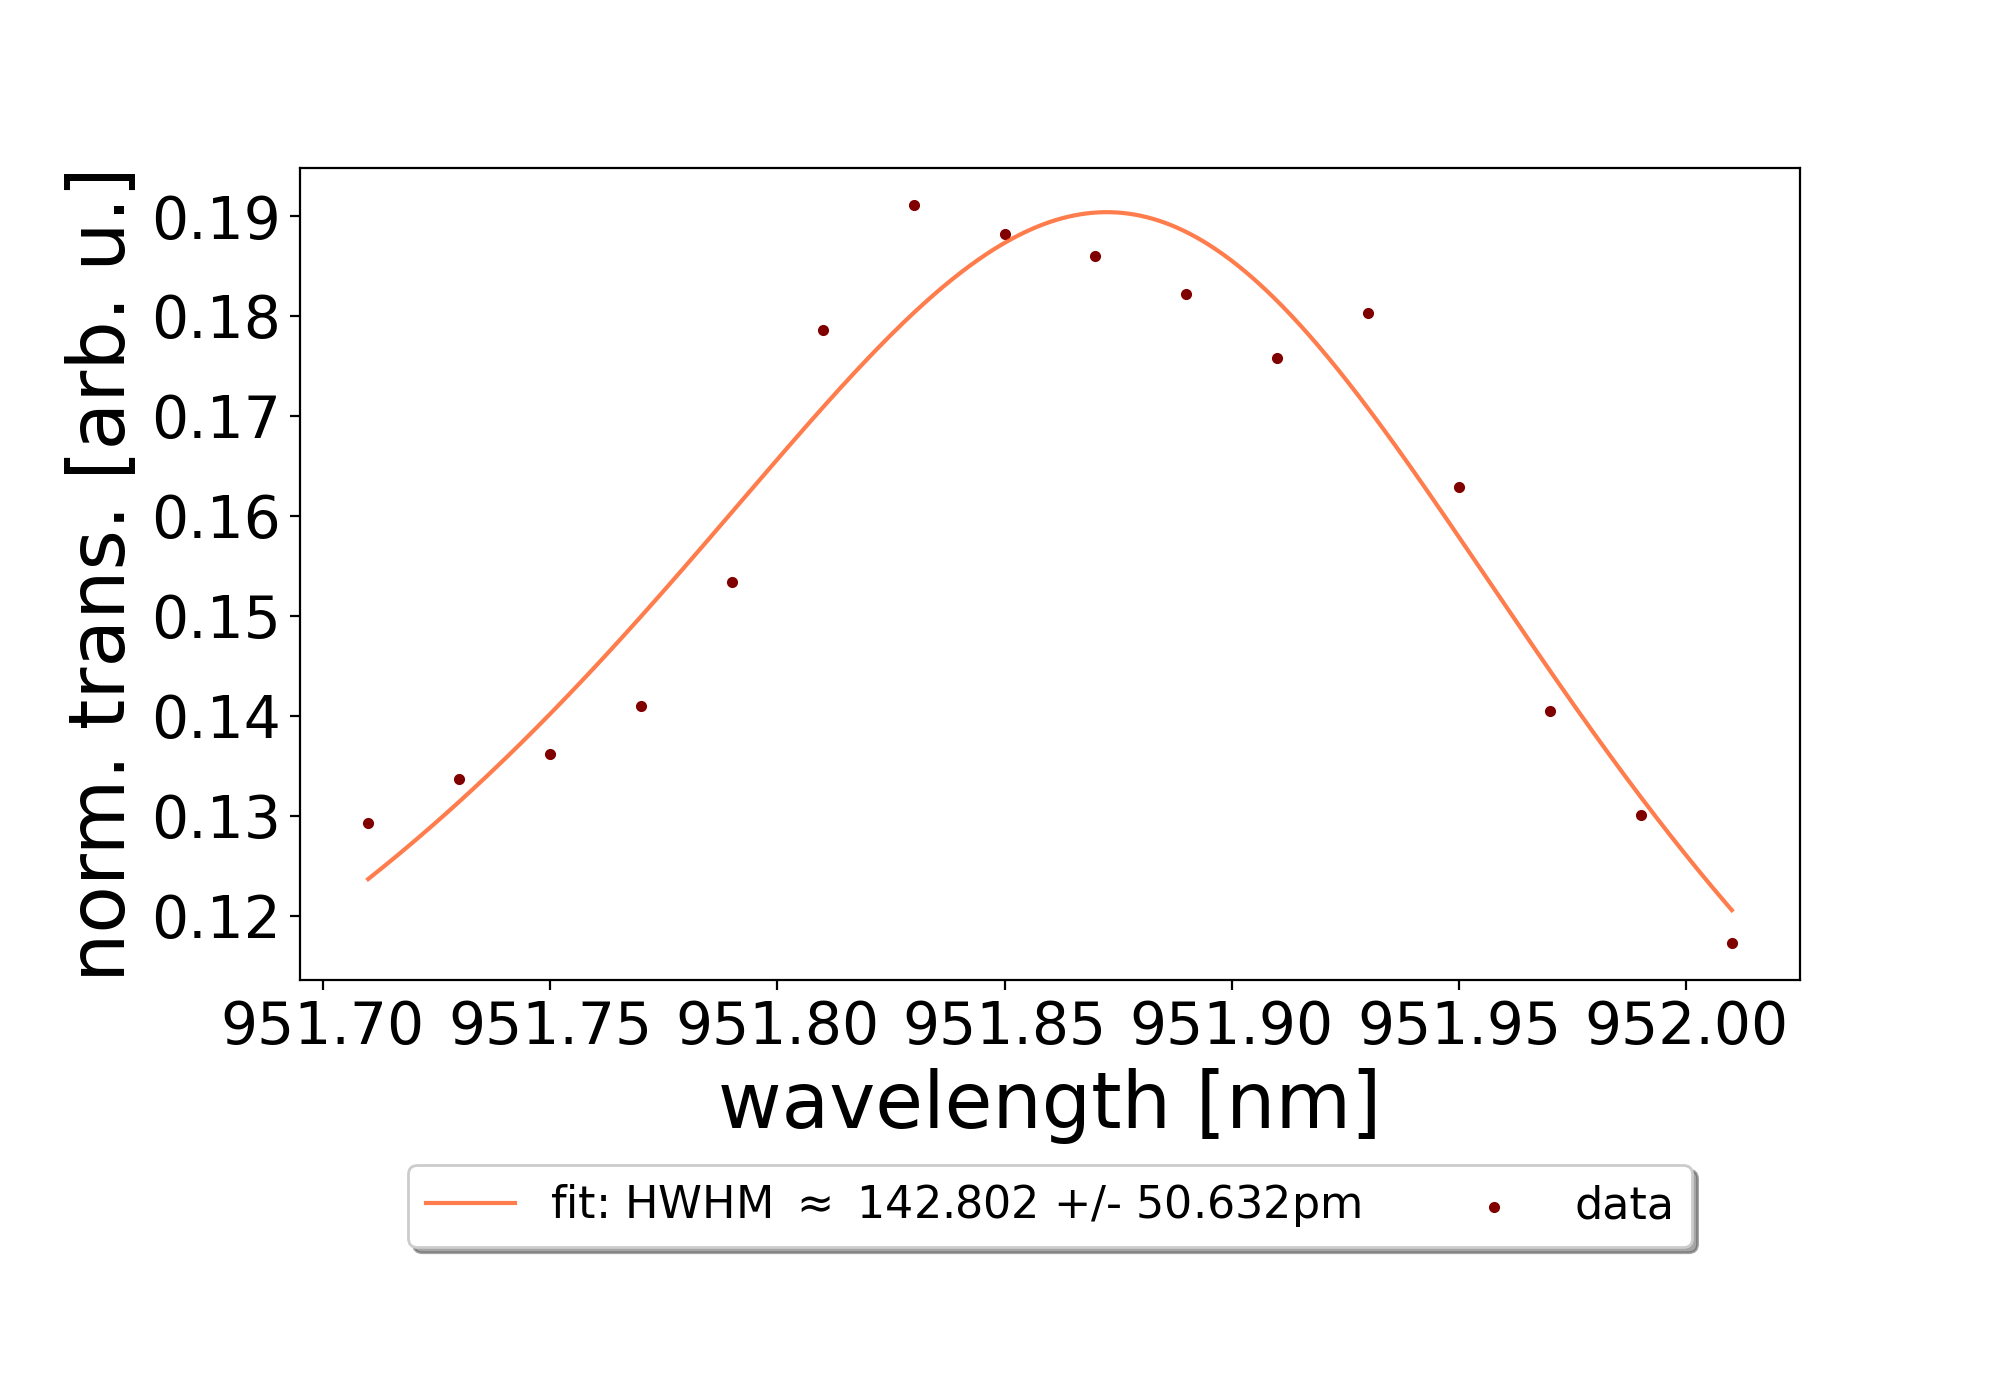 norm. trans. [arb. u.]
0.19
0.18
0.17
0.16
0.15
0.14
0.13
0.12
951.70 951.75 951.80 951.85 951.90 951.95 952.00
wavelength [nm]
fit: HWHM ≈ 142.802 +/- 50.632pm data